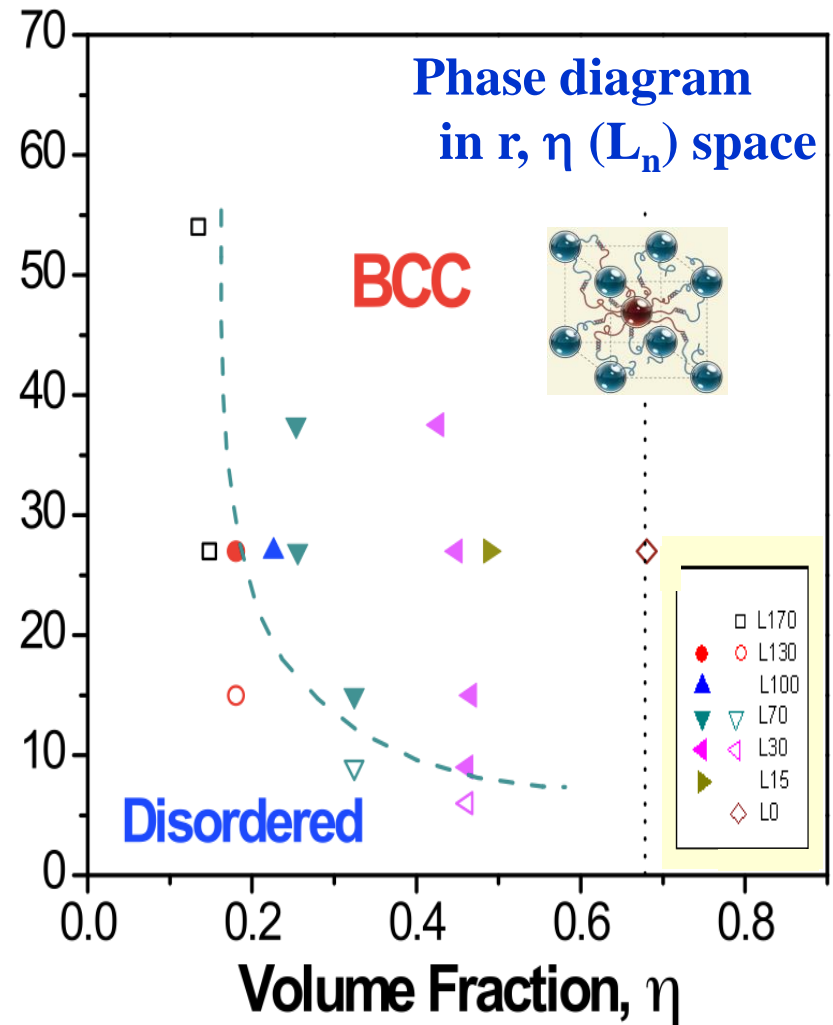 70
60
50
40
30
20
10
0
Phase diagram
in r, η (Lₙ) space
BCC
Disordered
L170
L130
L100
L70
L30
L15
L0
0.0 0.2 0.4 0.6 0.8
Volume Fraction, η